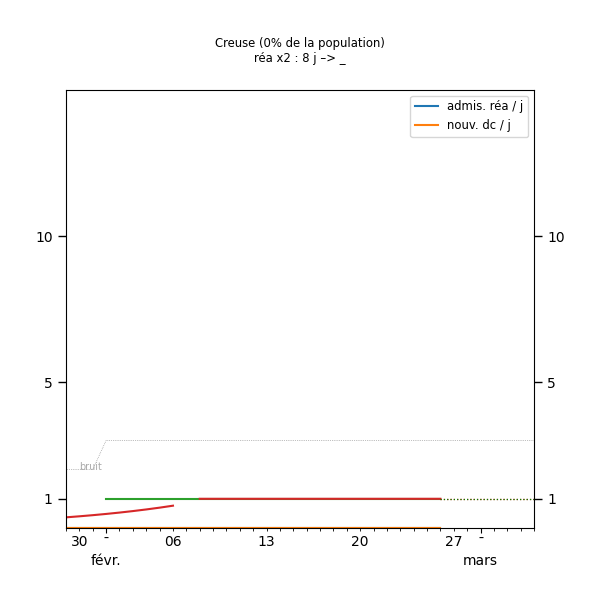 Creuse (0% de la population)
réa x2 : 8 j –> _
admis. réa / j
nouv. dc / j
10 10
5 5
bruit
1 1
30 - 06 13 20 27 -
févr. mars